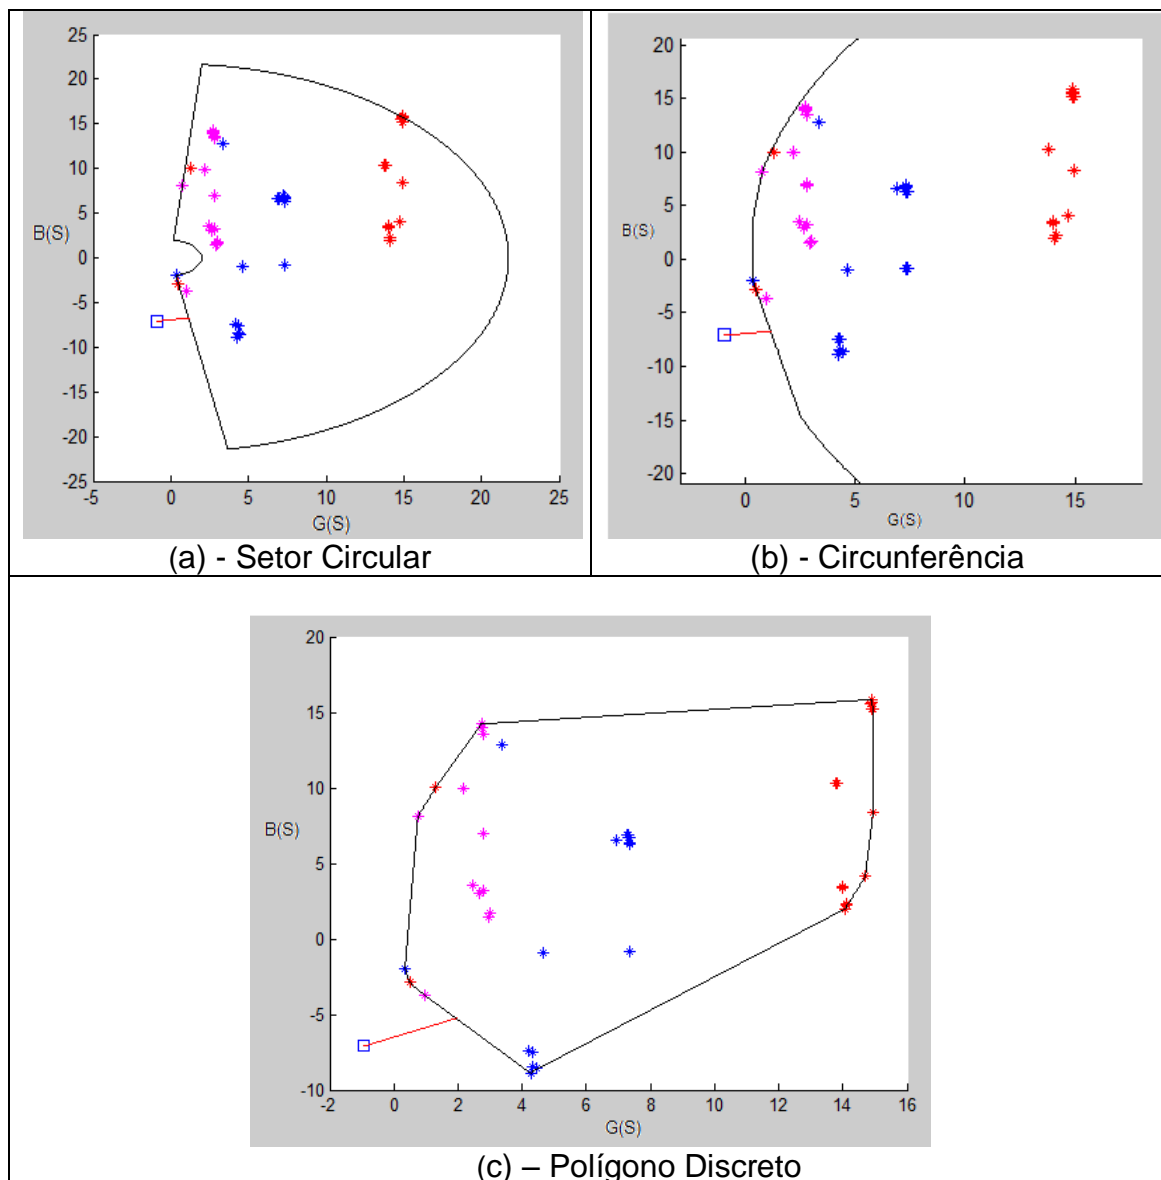 25
20
15
10
5
0
-5
-10
-15
-20
-25
B(S)
-5 0 5 10 15 20 25
G(S)
(a) - Setor Circular
20
15
10
5
0
-5
-10
-15
-20
B(S)
0 5 10 15
G(S)
(b) - Circunferência
20
15
10
5
0
-5
-10
B(S)
-2 0 2 4 6 8 10 12 14 16
G(S)
(c) – Polígono Discreto